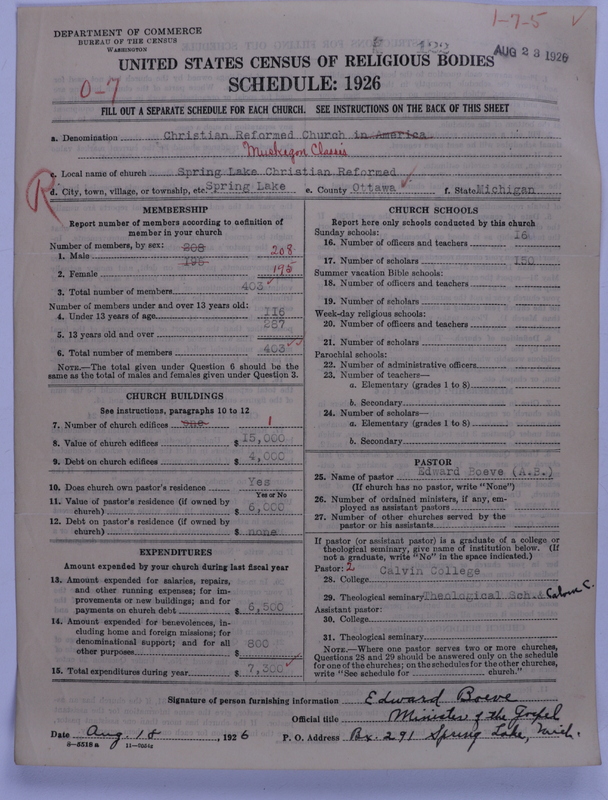 1-7-5 ✓
DEPARTMENT OF COMMERCE
BUREAU OF THE CENSUS
WASHINGTON
122
AUG 23 1926
UNITED STATES CENSUS OF RELIGIOUS BODIES
0-7
SCHEDULE: 1926
FILL OUT A SEPARATE SCHEDULE FOR EACH CHURCH. SEE INSTRUCTIONS ON THE BACK OF THIS SHEET
a. Denomination Christian Reformed Church in America
Muskegon Classis
c. Local name of church Spring Lake Christian Reformed
R
d. City, town, village, or township, etc. Spring Lake e. County Ottawa ✓ f. State Michigan
MEMBERSHIP
Report number of members according to definition of
member in your church
Number of members, by sex: 208
1. Male 208
195
2. Female 195
3. Total number of members 403 ✓
Number of members under and over 13 years old:
4. Under 13 years of age 116
287
5. 13 years old and over
6. Total number of members 403 ✓
NOTE.—The total given under Question 6 should be
same as the total of males and females given under Question 3.
CHURCH BUILDINGS
See instructions, paragraphs 10 to 12
7. Number of church edifices one 1
8. Value of church edifices $ 15,000
9. Debt on church edifices $ 4,000
10. Does church own pastor's residence Yes
Yes or No
11. Value of pastor's residence (if owned by
church) $ 6,000
12. Debt on pastor's residence (if owned by
church) $ none
EXPENDITURES
Amount expended by your church during last fiscal year
13. Amount expended for salaries, repairs,
and other running expenses; for im-
provements or new buildings; and for
payments on church debt $ 6,500
14. Amount expended for benevolences, in-
cluding home and foreign missions; for
denominational support; and for all
other purposes $ 800
15. Total expenditures during year $ 7,300 ✓
CHURCH SCHOOLS
Report here only schools conducted by this church
Sunday schools:
16. Number of officers and teachers 16
17. Number of scholars 150
Summer vacation Bible schools:
18. Number of officers and teachers
19. Number of scholars
Week-day religious schools:
20. Number of officers and teachers
21. Number of scholars
Parochial schools:
22. Number of administrative officers
23. Number of teachers—
a. Elementary (grades 1 to 8)
b. Secondary
24. Number of scholars—
a. Elementary (grades 1 to 8)
b. Secondary
PASTOR
25. Name of pastor Edward Boeve (A.B.)
(If church has no pastor, write "None")
26. Number of ordained ministers, if any, em-
ployed as assistant pastors
27. Number of other churches served by the
pastor or his assistants
If pastor (or assistant pastor) is a graduate of a college or
theological seminary, give name of institution below. (If
not a graduate, write "No" in the space indicated.)
Pastor: 2
28. College Calvin College
29. Theological seminary Theological Sch. & Calvin C.
Assistant pastor:
30. College
31. Theological seminary
NOTE.—Where one pastor serves two or more churches,
Questions 28 and 29 should be answered only on the schedule
for one of the churches; on the schedules for the other churches,
write "See schedule for church."
Signature of person furnishing information Edward Boeve
Official title Minister of the Gospel
Date Aug. 18, 1926 P. O. Address Bx. 291 Spring Lake, Mich.
8-5518 a